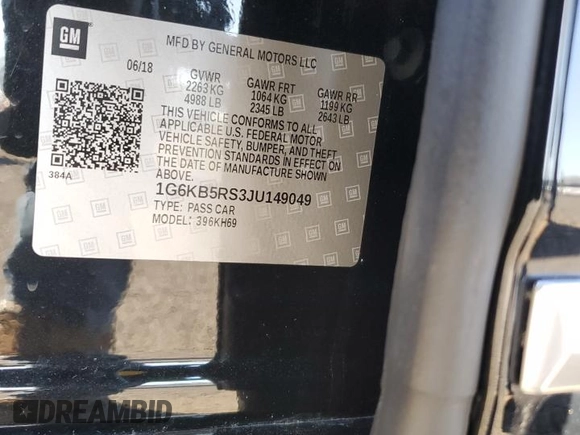 GM
MFD BY GENERAL MOTORS LLC
06/18
GVWR
2263 KG
4988 LB
GAWR FRT
1064 KG
2345 LB
GAWR RR
1199 KG
2643 LB
THIS VEHICLE CONFORMS TO ALL
APPLICABLE U.S. FEDERAL MOTOR
VEHICLE SAFETY, BUMPER, AND THEFT
PREVENTION STANDARDS IN EFFECT ON
THE DATE OF MANUFACTURE SHOWN
ABOVE.
384A
1G6KB5RS3JU149049
TYPE: PASS CAR
MODEL: 396KH69
DREAMBID